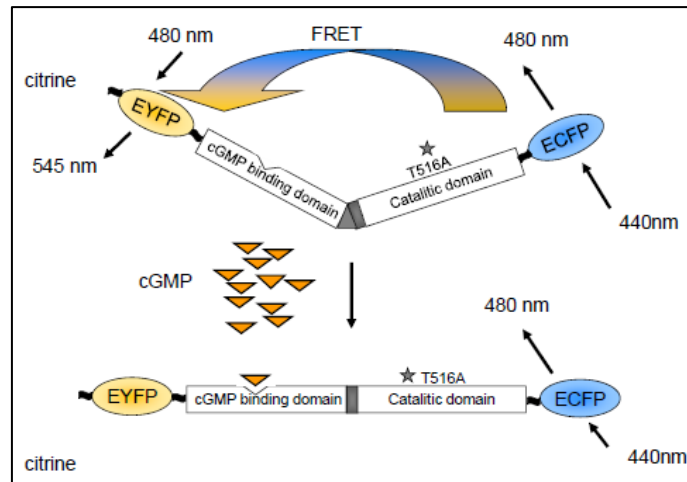 480 nm
FRET
480 nm
citrine
EYFP
ECFP
T516A
545 nm
cGMP binding domain
Catalitic domain
440nm
cGMP
480 nm
T516A
EYFP
cGMP binding domain
Catalitic domain
ECFP
440nm
citrine